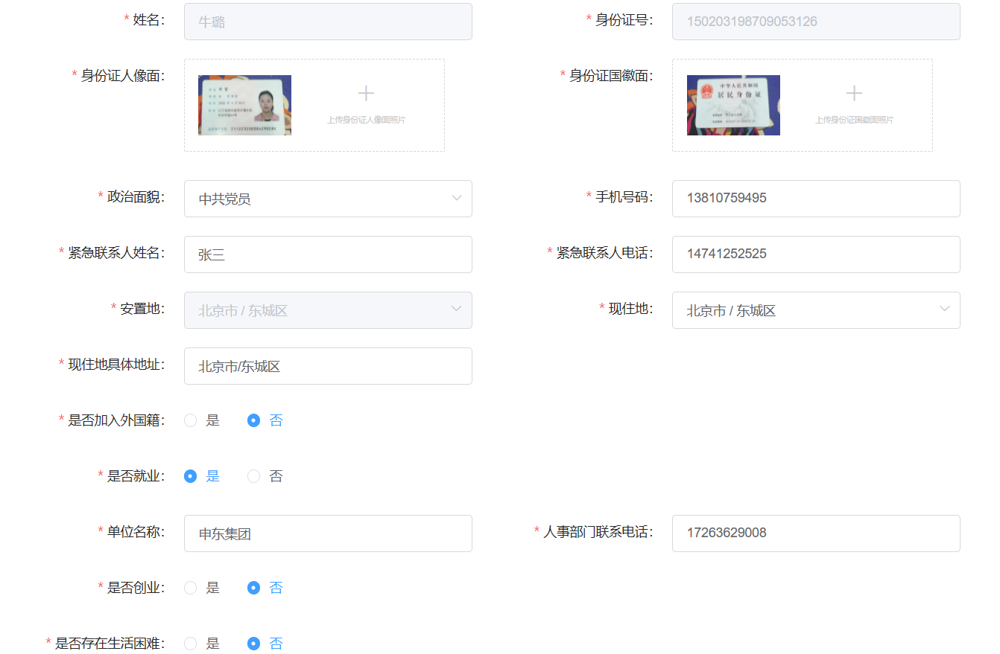 * 姓名： 牛璐 * 身份证号： 150203198709053126
* 身份证人像面： * 身份证国徽面：
中华人民共和国
居民身份证
上传身份证人像面照片 上传身份证国徽面照片
* 政治面貌： 中共党员 * 手机号码： 13810759495
* 紧急联系人姓名： 张三 * 紧急联系人电话： 14741252525
* 安置地： 北京市 / 东城区 * 现住地： 北京市 / 东城区
* 现住地具体地址： 北京市/东城区
* 是否加入外国籍： 是 否
* 是否就业： 是 否
* 单位名称： 申东集团 * 人事部门联系电话： 17263629008
* 是否创业： 是 否
* 是否存在生活困难： 是 否